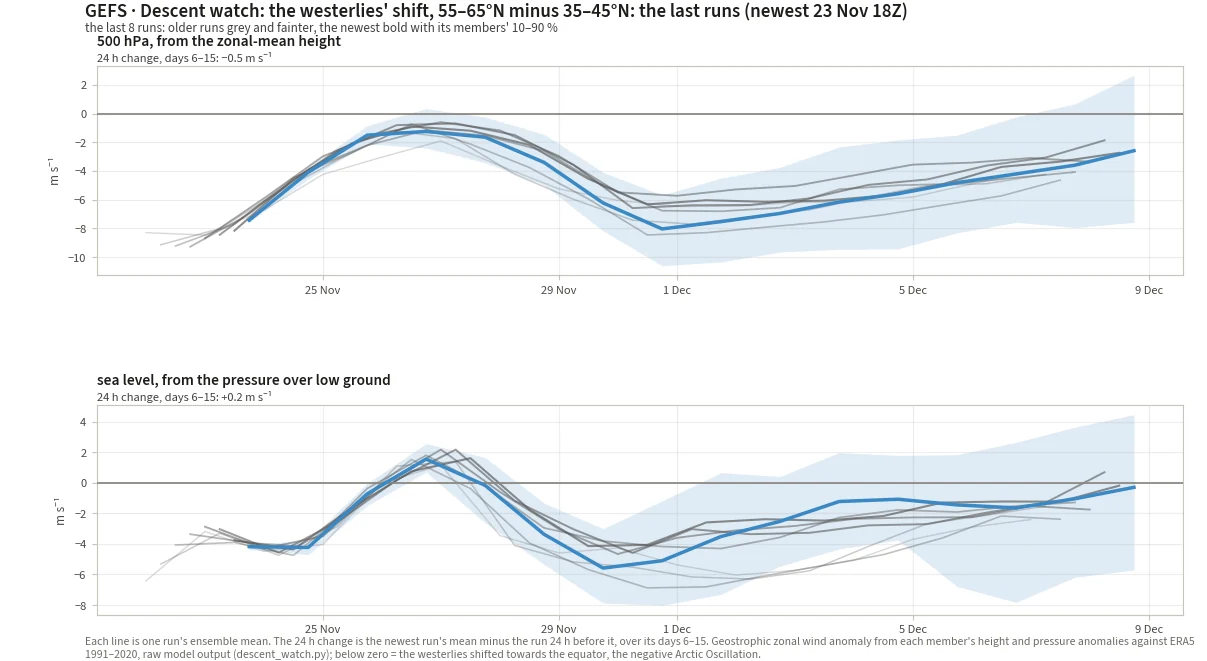 GEFS · Descent watch: the westerlies' shift, 55–65°N minus 35–45°N: the last runs (newest 23 Nov 18Z)
the last 8 runs: older runs grey and fainter, the newest bold with its members' 10–90 %
500 hPa, from the zonal-mean height
24 h change, days 6–15: −0.5 m s⁻¹
2
0
−2
−4
−6
−8
−10
m s⁻¹
25 Nov
29 Nov
1 Dec
5 Dec
9 Dec
sea level, from the pressure over low ground
24 h change, days 6–15: +0.2 m s⁻¹
4
2
0
−2
−4
−6
−8
m s⁻¹
25 Nov
29 Nov
1 Dec
5 Dec
9 Dec
Each line is one run's ensemble mean. The 24 h change is the newest run's mean minus the run 24 h before it, over its days 6–15. Geostrophic zonal wind anomaly from each member's height and pressure anomalies against ERA5
1991–2020, raw model output (descent_watch.py); below zero = the westerlies shifted towards the equator, the negative Arctic Oscillation.